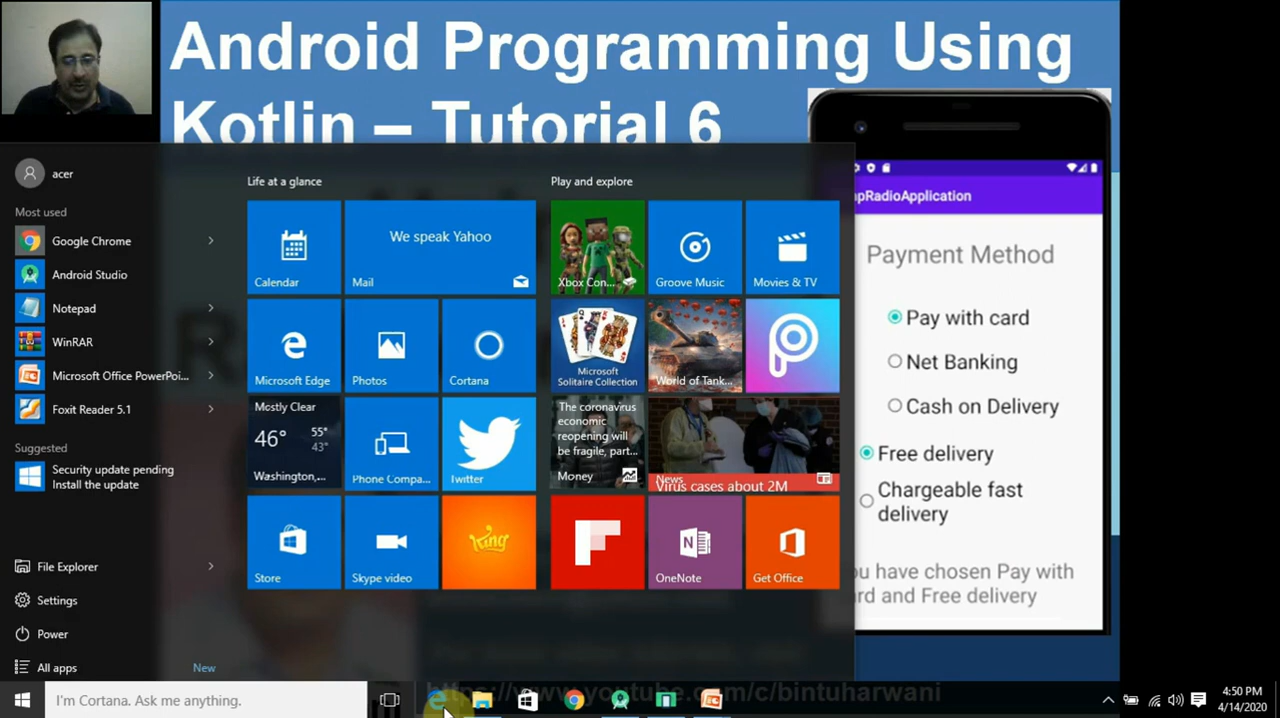 Android Programming Using
Kotlin – Tutorial 6
acer
Most used
Google Chrome
Android Studio
Notepad
WinRAR
Microsoft Office PowerPoi...
Foxit Reader 5.1
Suggested
Security update pending
Install the update
File Explorer
Settings
Power
All apps
New
Life at a glance
Calendar
We speak Yahoo
Mail
Microsoft Edge
Photos
Cortana
Mostly Clear
46°
55°
43°
Washington,...
Phone Compa...
Twitter
Store
Skype video
King
Play and explore
Xbox Con...
Groove Music
Movies & TV
Microsoft
Solitaire Collection
World of Tank...
The coronavirus
economic
reopening will
be fragile, part...
Money
News
Virus cases about 2M
OneNote
Get Office
pRadioApplication
Payment Method
Pay with card
Net Banking
Cash on Delivery
Free delivery
Chargeable fast
delivery
ou have chosen Pay with
rd and Free delivery
https://www.youtube.com/c/bintuharwani
I'm Cortana. Ask me anything.
4:50 PM
4/14/2020